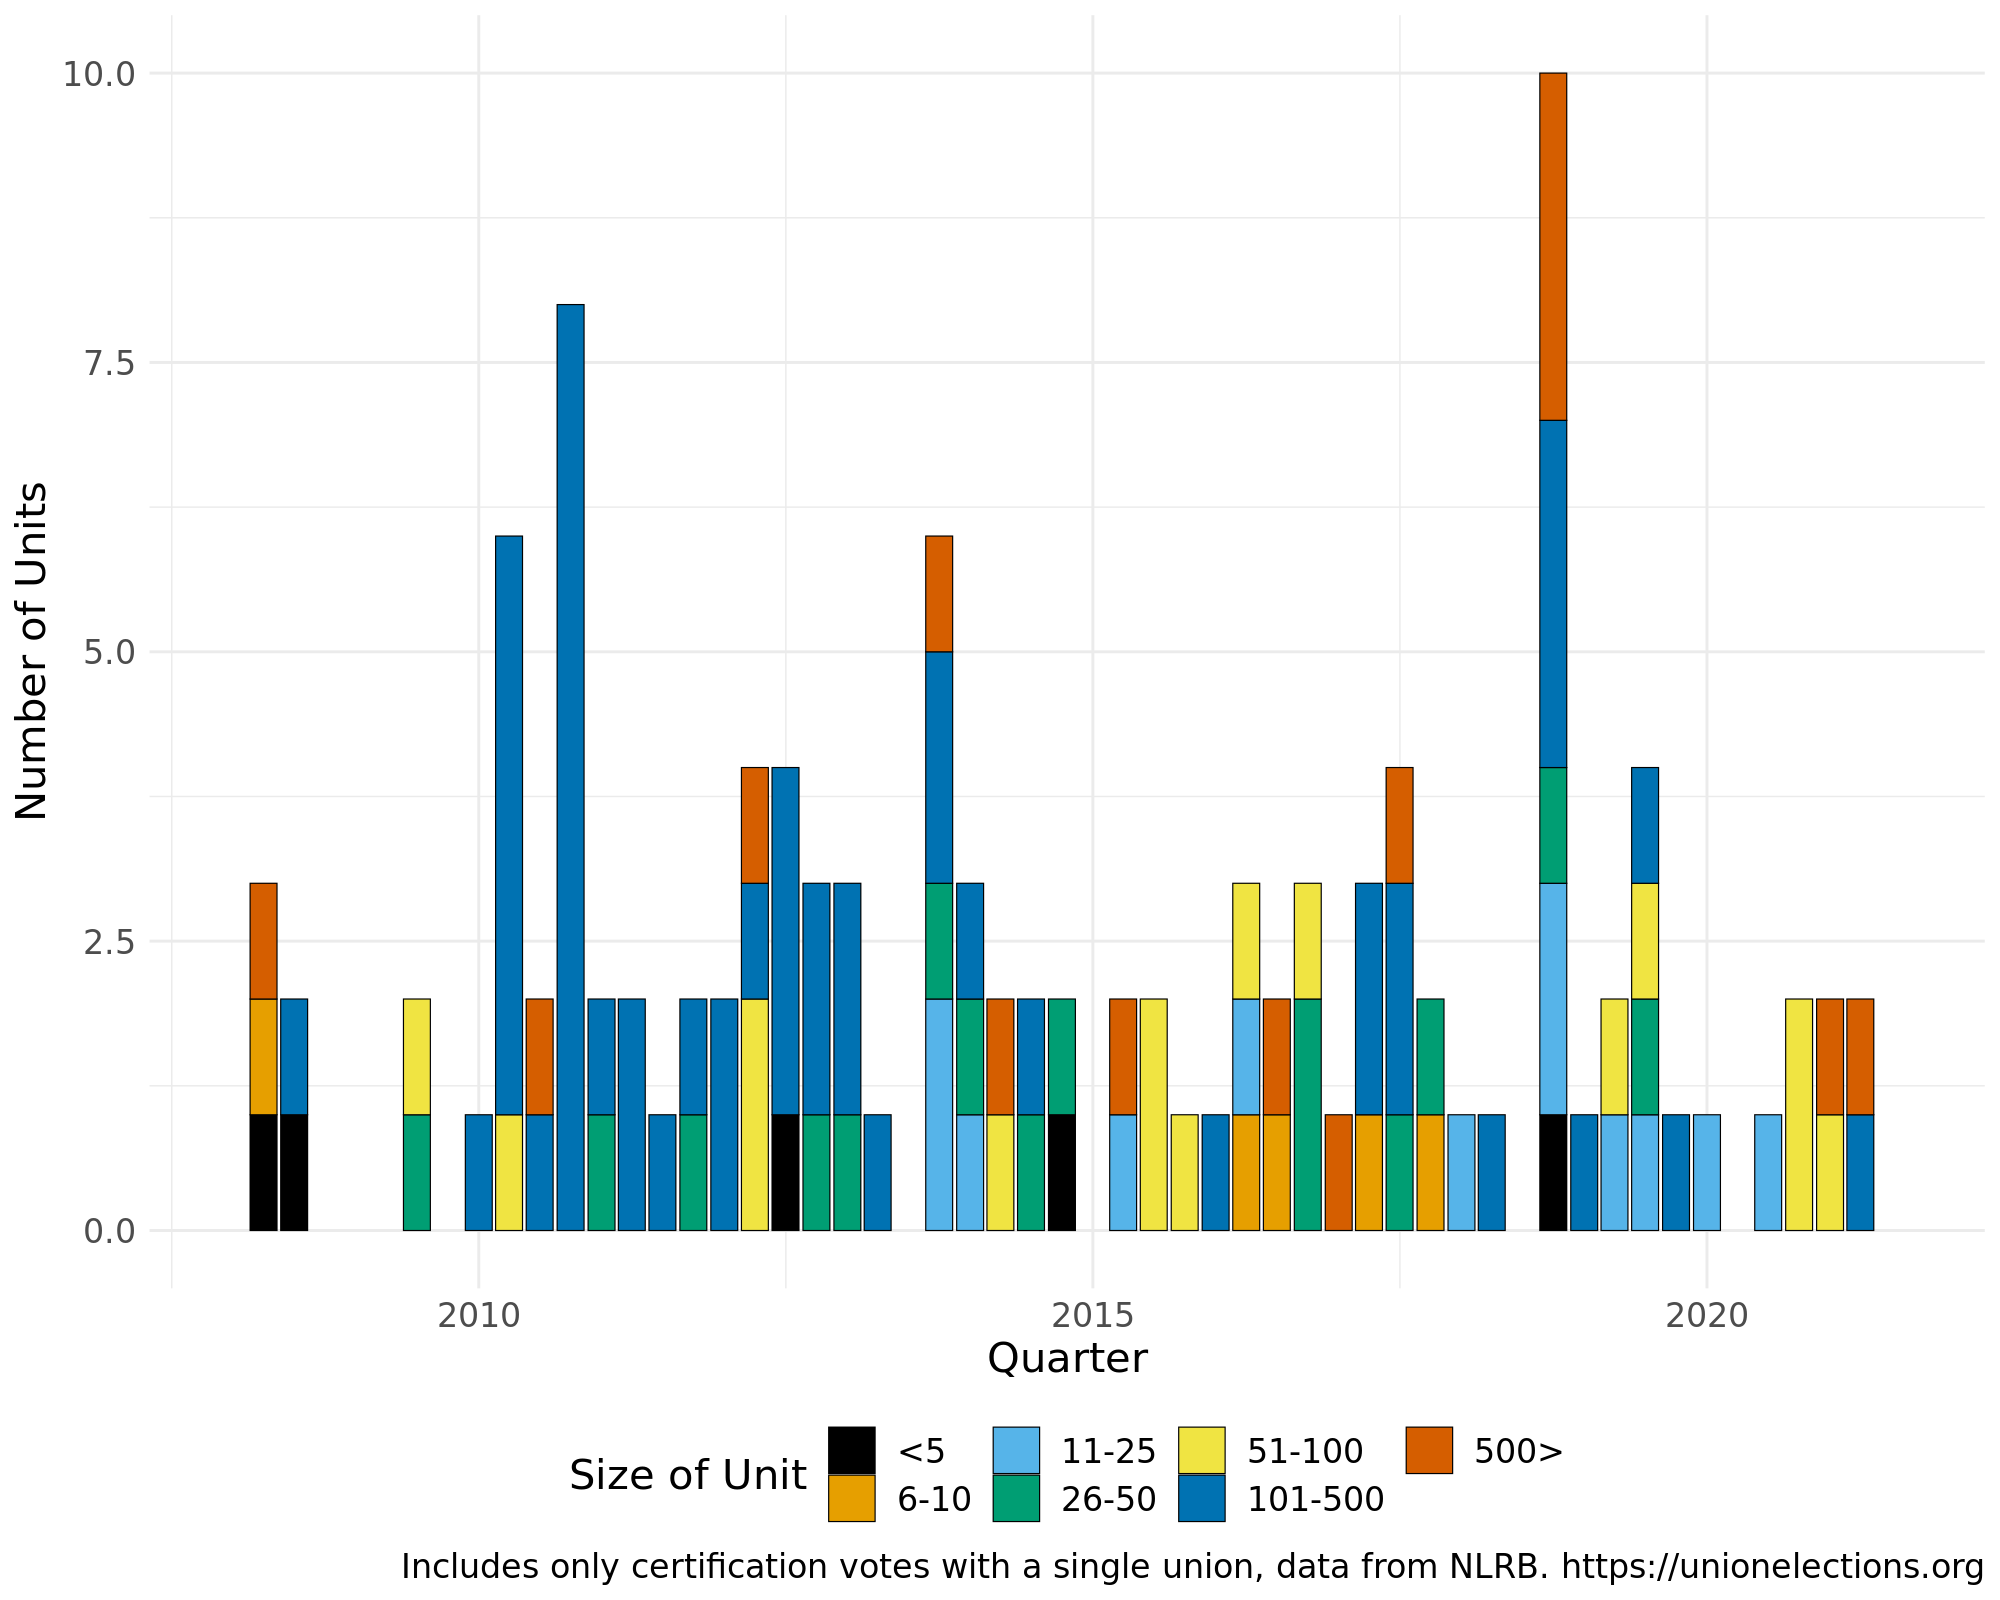 10.0
7.5
5.0
2.5
0.0
Number of Units
2010 2015 2020
Quarter
Size of Unit
<5 11-25 51-100 500>
6-10 26-50 101-500
Includes only certification votes with a single union, data from NLRB. https://unionelections.org